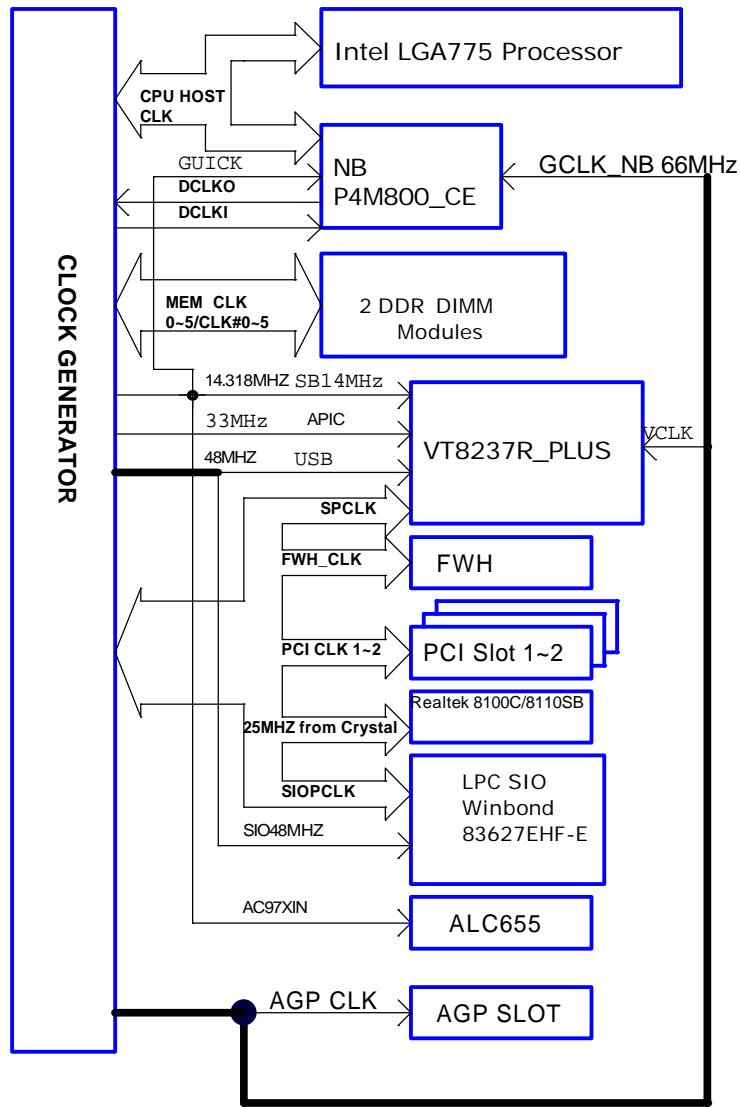 CLOCK GENERATOR
Intel LGA775 Processor
CPU HOST
CLK
NB
P4M800_CE
GUICK
DCLKO
DCLKI
GCLK_NB 66MHz
MEM CLK
0~5/CLK#0~5
2 DDR DIMM
Modules
14.318MHZ SB14MHz
33MHz APIC
48MHZ USB
VT8237R_PLUS
VCLK
SPCLK
FWH_CLK
FWH
PCI CLK 1~2
PCI Slot 1~2
Realtek 8100C/8110SB
25MHZ from Crystal
LPC SIO
Winbond
83627EHF-E
SIOPCLK
SIO48MHZ
AC97XIN
ALC655
AGP CLK
AGP SLOT